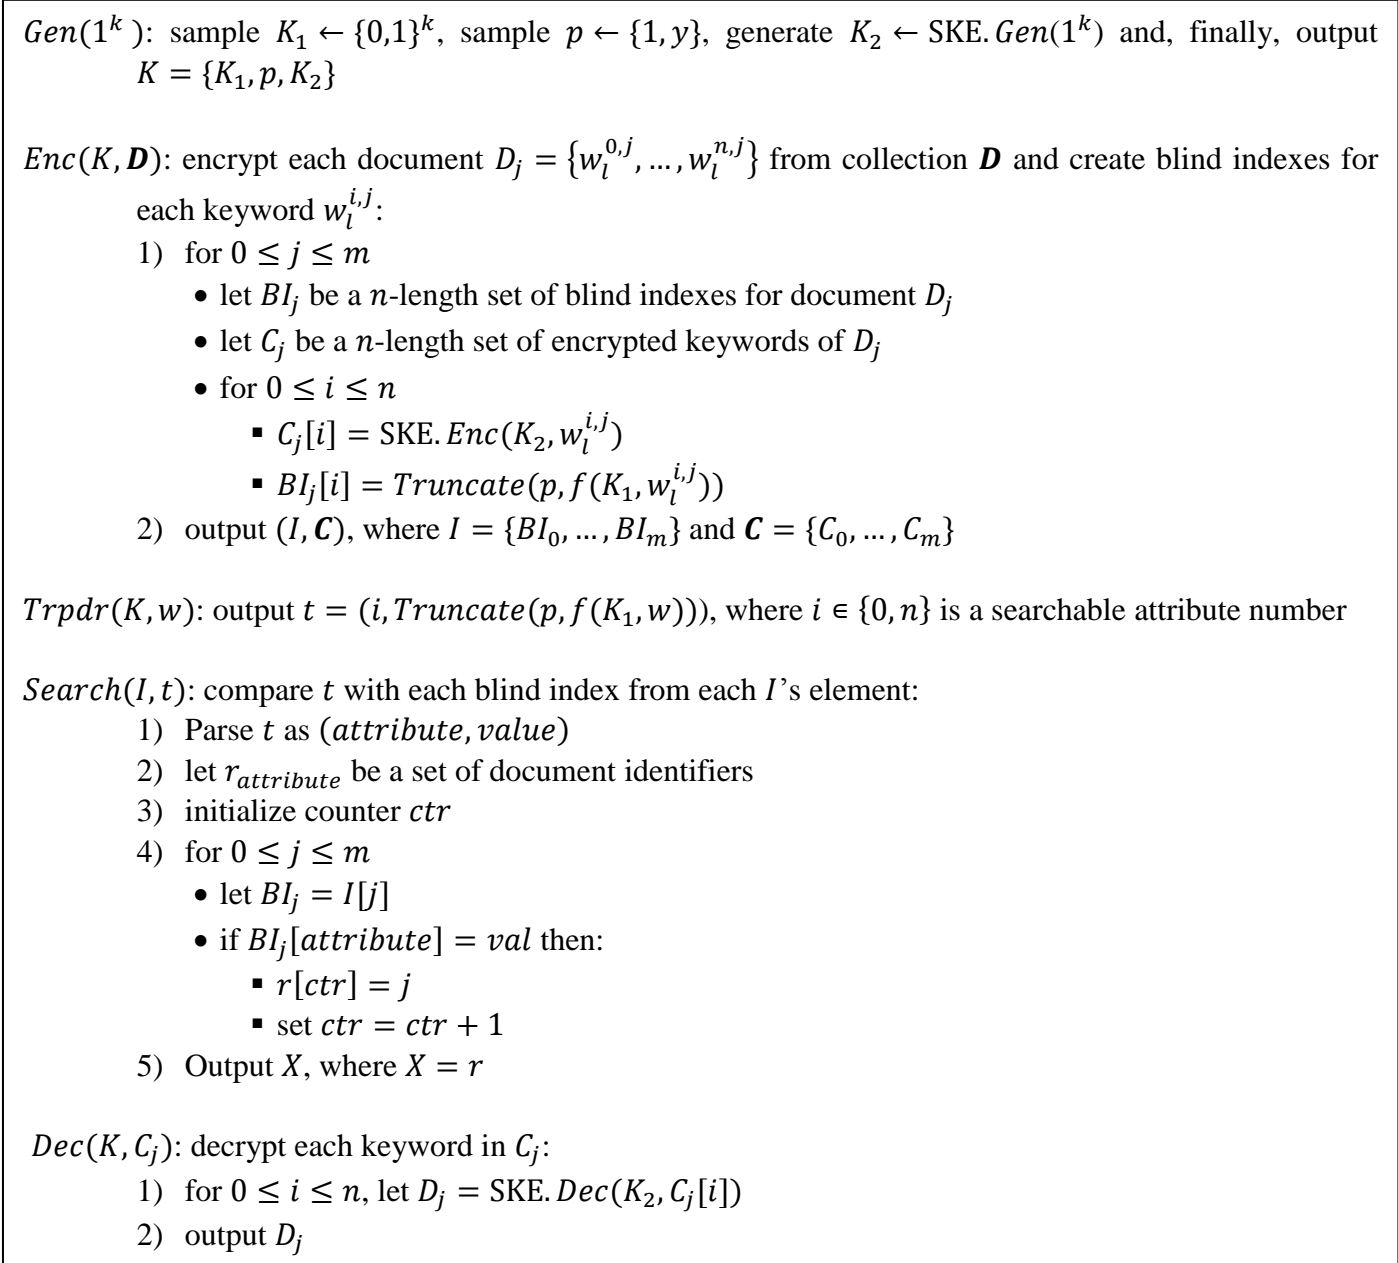 Gen(1^k ): sample K_1 ← {0,1}^k, sample p ← {1, y}, generate K_2 ← SKE. Gen(1^k) and, finally, output
K = {K_1, p, K_2}
Enc(K, D): encrypt each document D_j = {w_l^{0,j}, … , w_l^{n,j}} from collection D and create blind indexes for
each keyword w_l^{i,j}:
1) for 0 ≤ j ≤ m
• let BI_j be a n-length set of blind indexes for document D_j
• let C_j be a n-length set of encrypted keywords of D_j
• for 0 ≤ i ≤ n
▪ C_j[i] = SKE. Enc(K_2, w_l^{i,j})
▪ BI_j[i] = Truncate(p, f(K_1, w_l^{i,j}))
2) output (I, C), where I = {BI_0, … , BI_m} and C = {C_0, … , C_m}
Trpdr(K, w): output t = (i, Truncate(p, f(K_1, w))), where i ∈ {0, n} is a searchable attribute number
Search(I, t): compare t with each blind index from each I’s element:
1) Parse t as (attribute, value)
2) let r_{attribute} be a set of document identifiers
3) initialize counter ctr
4) for 0 ≤ j ≤ m
• let BI_j = I[j]
• if BI_j[attribute] = val then:
▪ r[ctr] = j
▪ set ctr = ctr + 1
5) Output X, where X = r
Dec(K, C_j): decrypt each keyword in C_j:
1) for 0 ≤ i ≤ n, let D_j = SKE. Dec(K_2, C_j[i])
2) output D_j